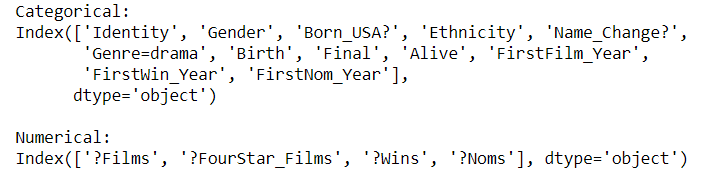 Categorical:
Index(['Identity', 'Gender', 'Born_USA?', 'Ethnicity', 'Name_Change?',
'Genre=drama', 'Birth', 'Final', 'Alive', 'FirstFilm_Year',
'FirstWin_Year', 'FirstNom_Year'],
dtype='object')
Numerical:
Index(['?Films', '?FourStar_Films', '?Wins', '?Noms'], dtype='object')